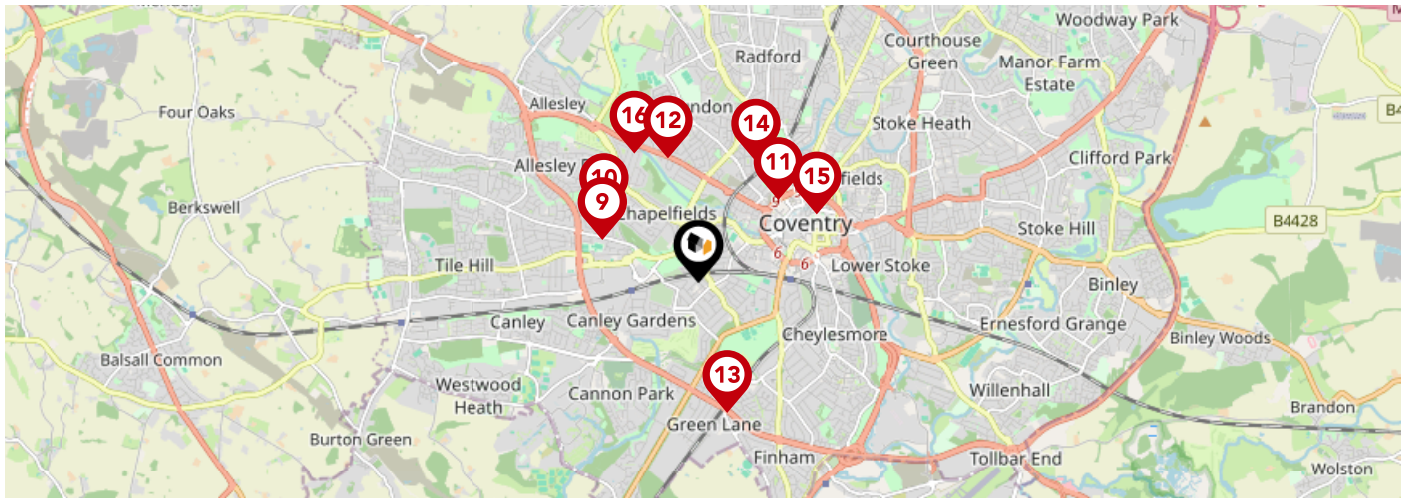 Woodway Park
Courthouse
Green
Radford
Manor Farm
Estate
Allesley
Four Oaks
B4
16
12
14
Stoke Heath
11
15
Clifford Park
Allesley
10
9
Berkswell
Chapelfields
Coventry
B4428
Stoke Hill
6
6
Tile Hill
Lower Stoke
Binley
Canley
Canley Gardens
Ernesford Grange
Cheylesmore
Binley Woods
Balsall Common
13
Westwood
Heath
Cannon Park
Willenhall
Brandon
Green Lane
Burton Green
Finham
Tollbar End
Wolston